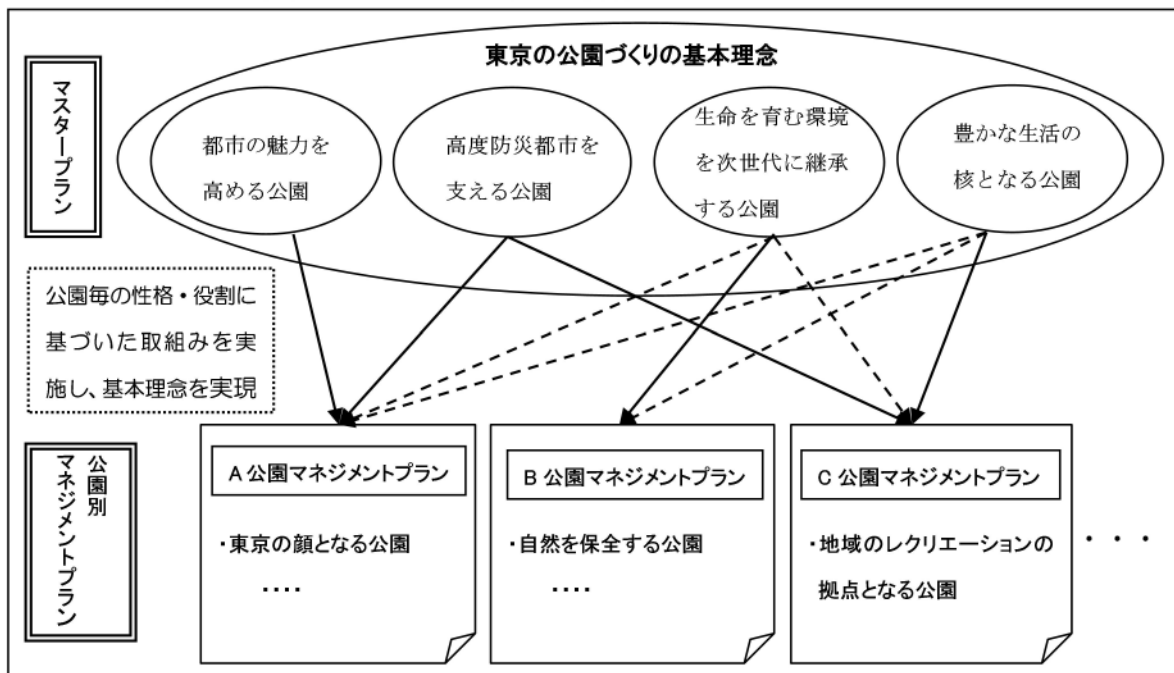 東京の公園づくりの基本理念
マスタープラン
都市の魅力を
高める公園
高度防災都市を
支える公園
生命を育む環境
を次世代に継承
する公園
豊かな生活の
核となる公園
公園毎の性格・役割に
基づいた取組みを実
施し、基本理念を実現
公園別
マネジメントプラン
A 公園マネジメントプラン
・東京の顔となる公園
‥‥
B 公園マネジメントプラン
・自然を保全する公園
‥‥
C 公園マネジメントプラン
・地域のレクリエーションの
拠点となる公園
・・・